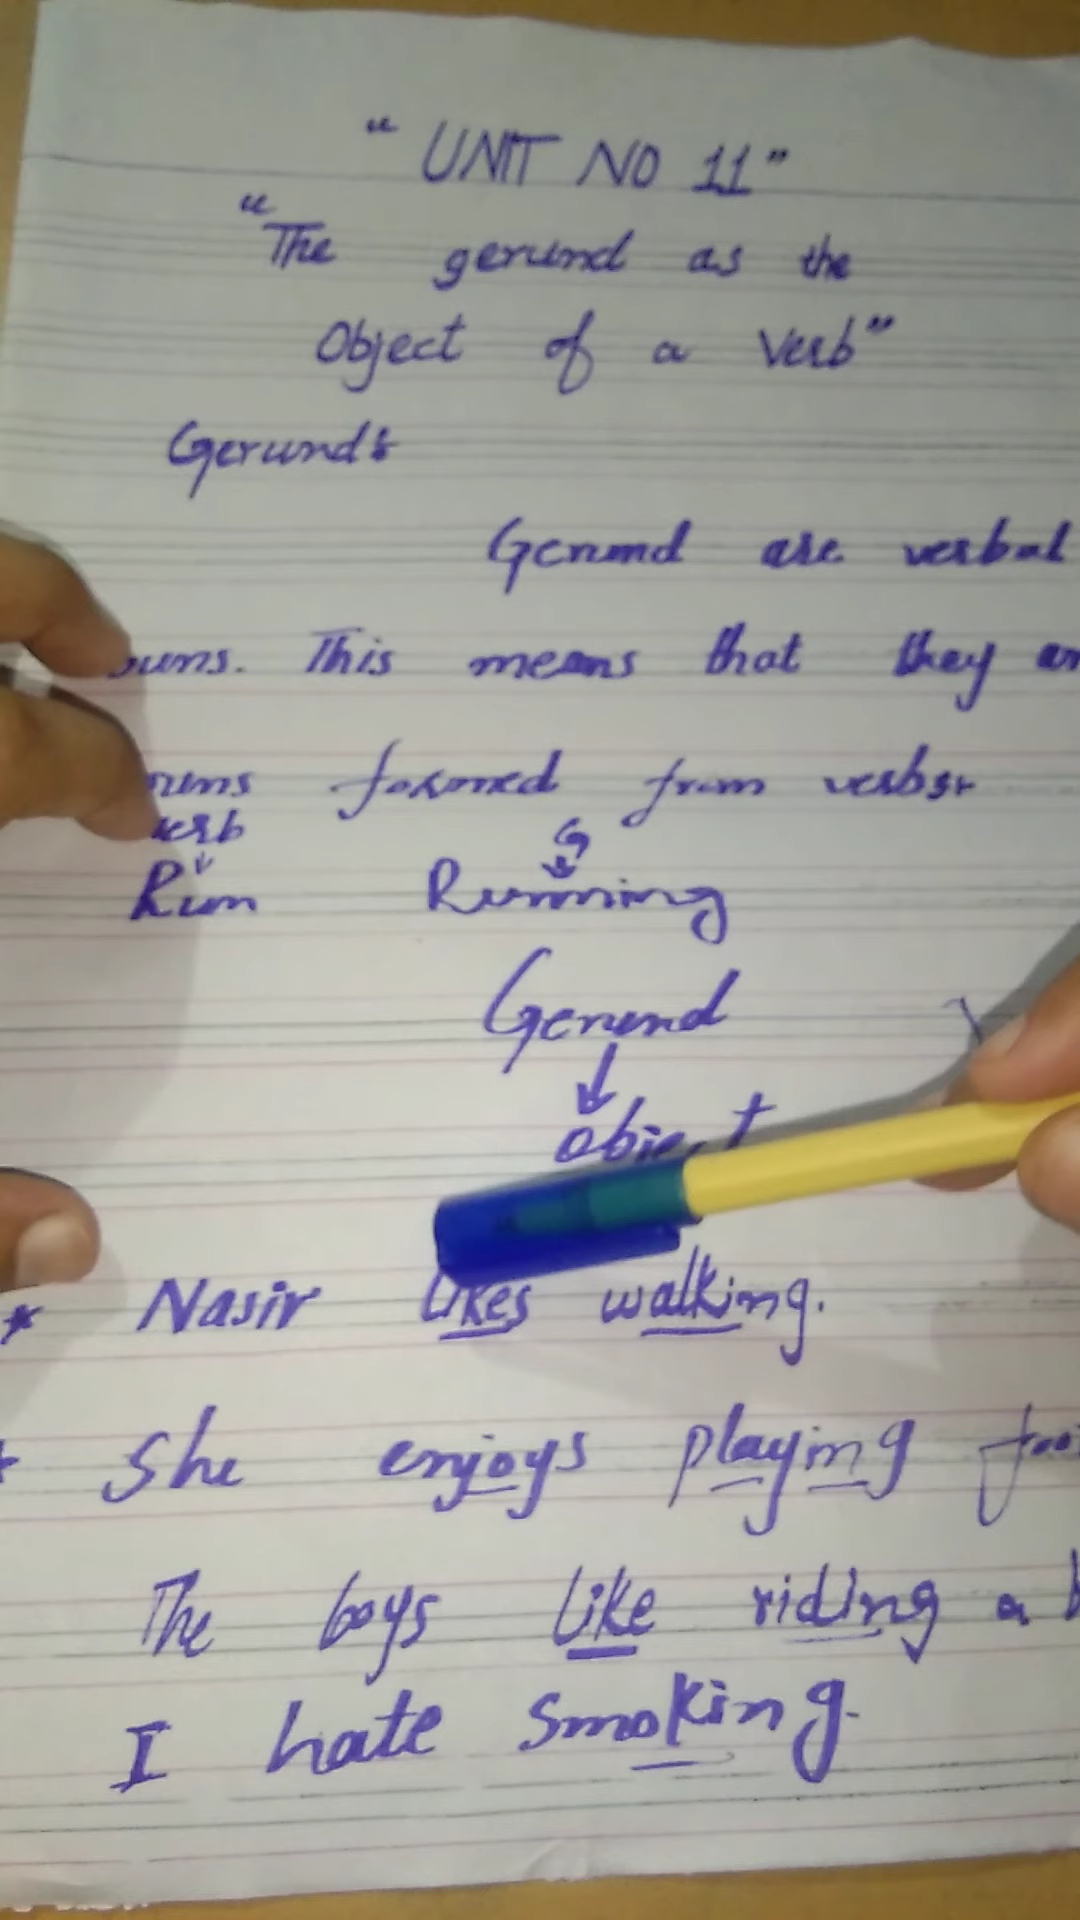 " UNIT NO 11"
"The gerund as the
Object of a Verb"
Gerunds
Gerund are verbal
This means that they
formed from verbs.
Run Running
Gerund
object
* Nasir likes walking.
She enjoys playing
The boys like riding a
I hate smoking.